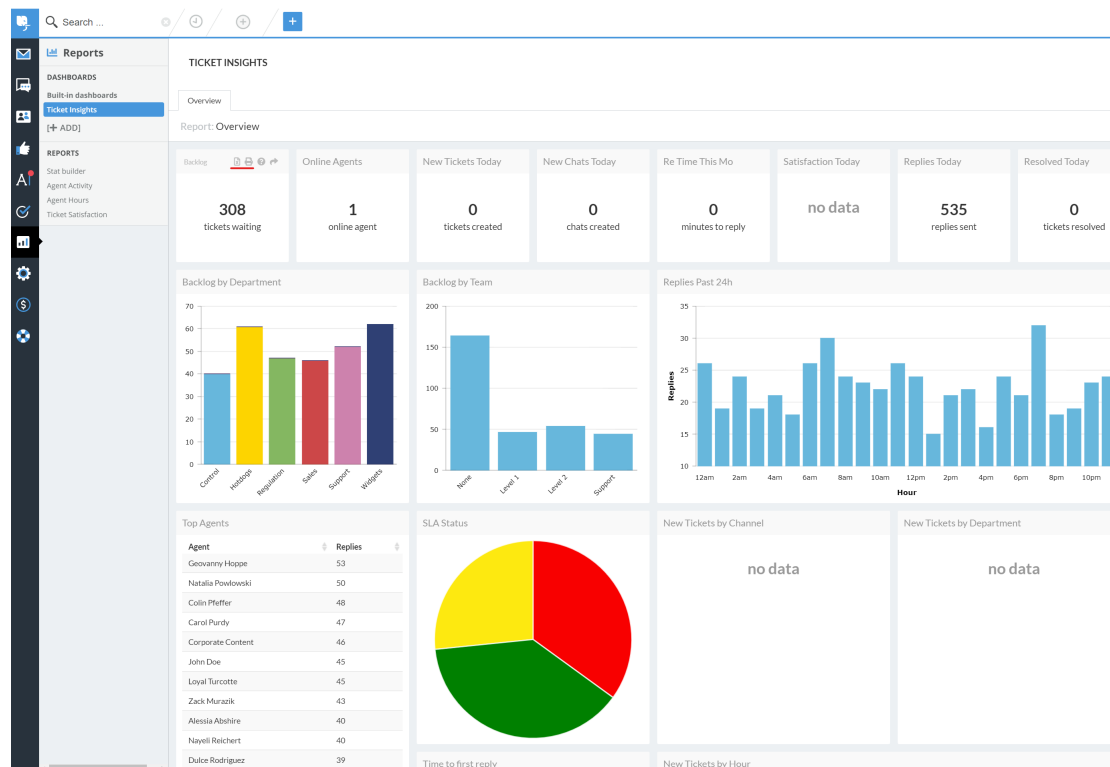 Search ...
Reports
DASHBOARDS
Built-in dashboards
Ticket Insights
[+ ADD]
REPORTS
Stat builder
Agent Activity
Agent Hours
Ticket Satisfaction
TICKET INSIGHTS
Overview
Report: Overview
Backlog
308
tickets waiting
Online Agents
1
online agent
New Tickets Today
0
tickets created
New Chats Today
0
chats created
Re Time This Mo
0
minutes to reply
Satisfaction Today
no data
Replies Today
535
replies sent
Resolved Today
0
tickets resolved
Backlog by Department
70
60
50
40
30
20
10
0
Control
Hotdogs
Regulation
Sales
Support
Widgets
Backlog by Team
200
150
100
50
0
None
Level 1
Level 2
Support
Replies Past 24h
Replies
35
30
25
20
15
10
12am 2am 4am 6am 8am 10am 12pm 2pm 4pm 6pm 8pm 10pm
Hour
Top Agents
Agent Replies
Geovanny Hoppe 53
Natalia Powlowski 50
Colin Pfeffer 48
Carol Purdy 47
Corporate Content 46
John Doe 45
Loyal Turcotte 45
Zack Murazik 43
Alessia Abshire 40
Nayeli Reichert 40
Dulce Rodriguez 39
SLA Status
New Tickets by Channel
no data
New Tickets by Department
no data
Time to first reply
New Tickets by Hour